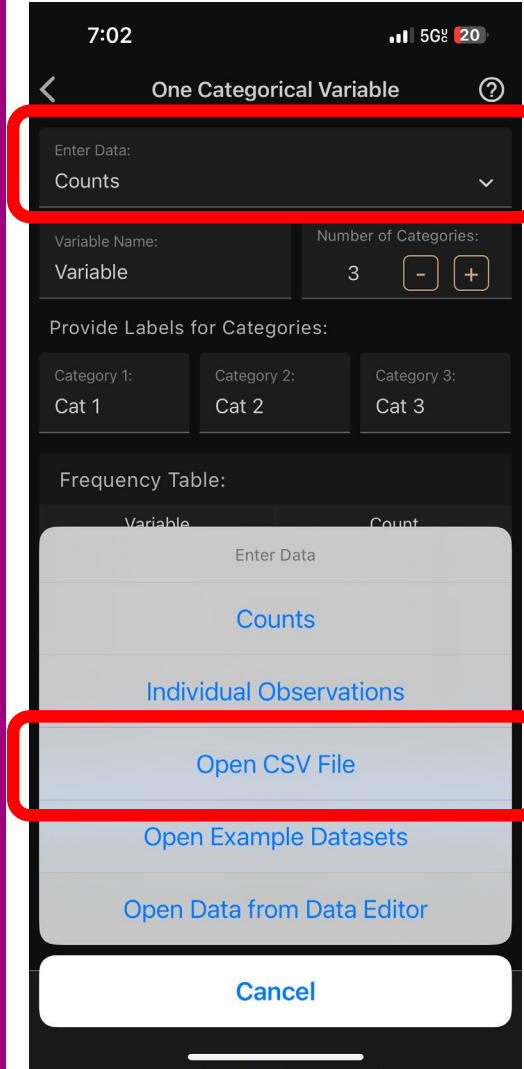 7:02
5G 20
One Categorical Variable ?
Enter Data:
Counts
Variable Name:
Number of Categories:
Variable
3 - +
Provide Labels for Categories:
Category 1: Category 2: Category 3:
Cat 1 Cat 2 Cat 3
Frequency Table:
Variable Count
Enter Data
Counts
Individual Observations
Open CSV File
Open Example Datasets
Open Data from Data Editor
Cancel